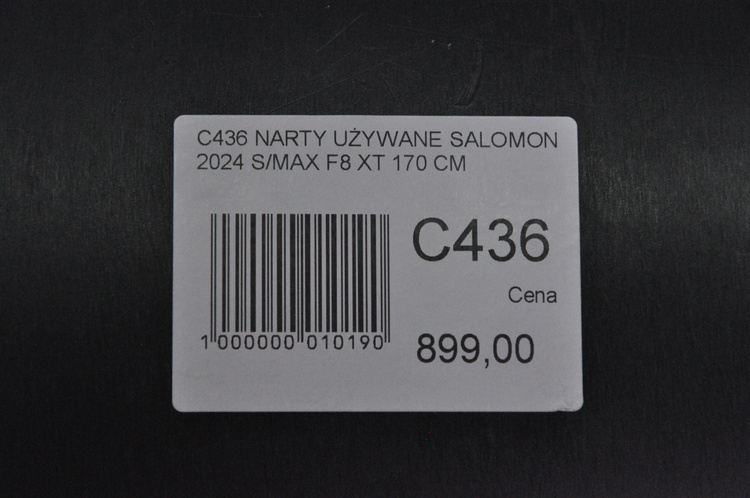 C436 NARTY UŻYWANE SALOMON
2024 S/MAX F8 XT 170 CM
C436
Cena
899,00
1 000000 010190